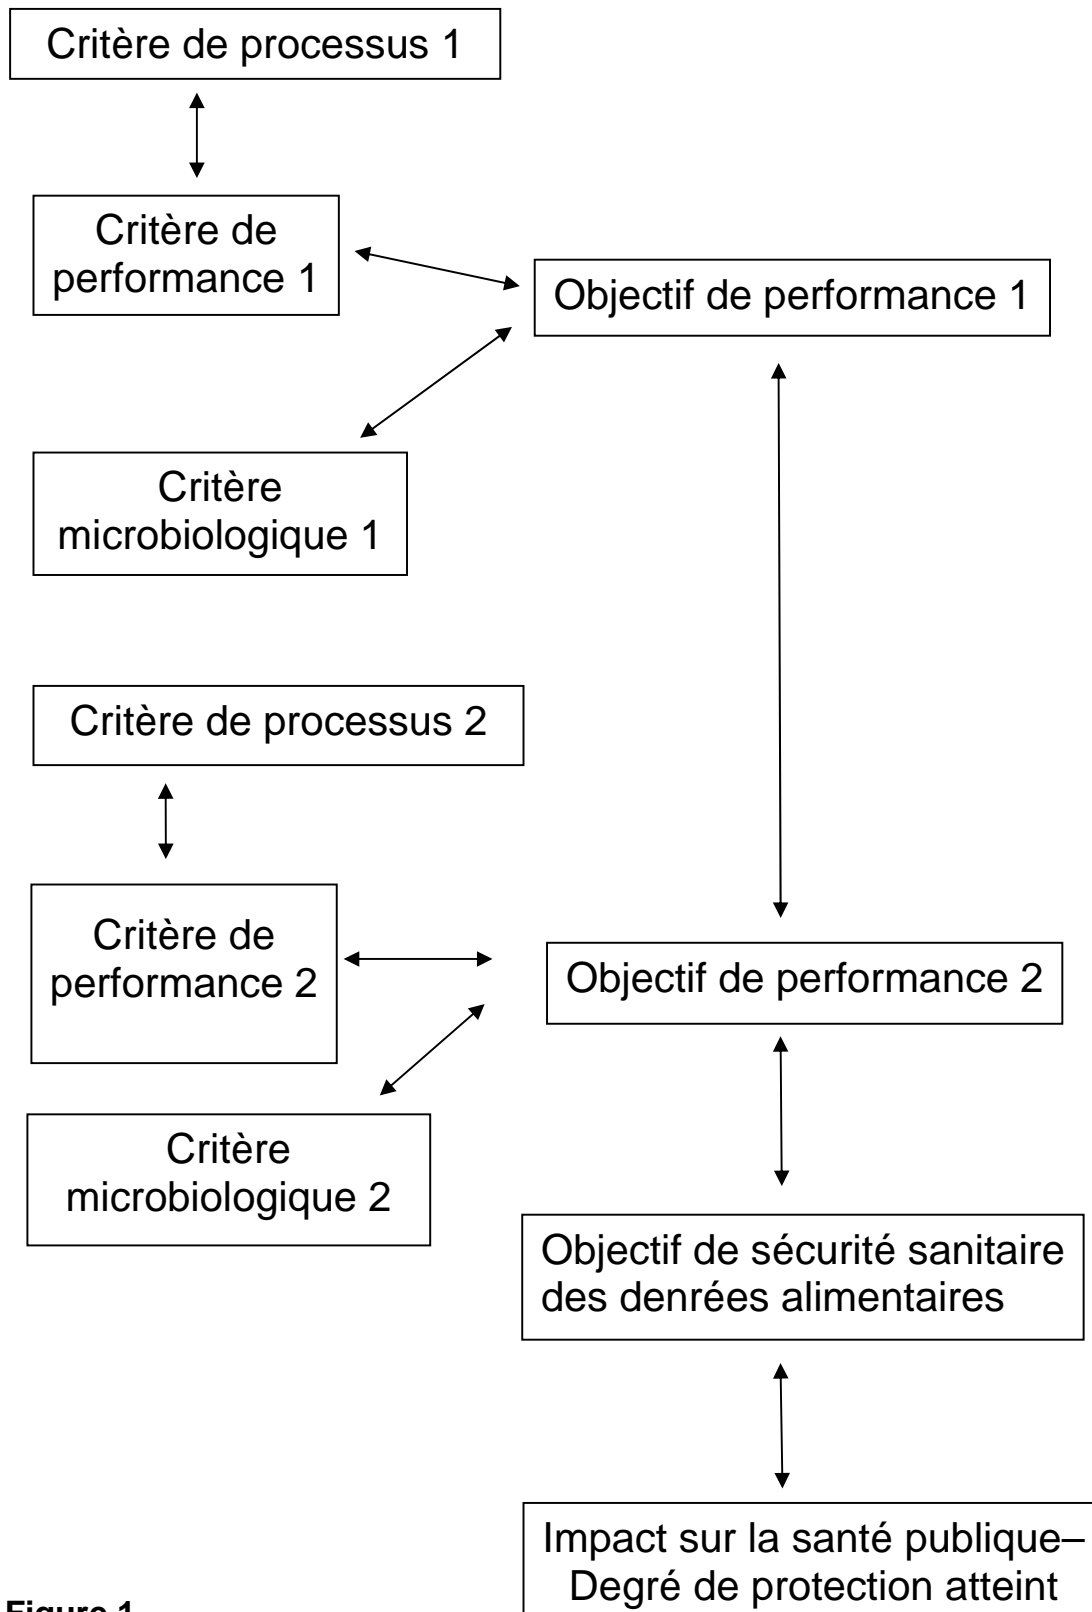 Critère de processus 1
Critère de
performance 1
Objectif de performance 1
Critère
microbiologique 1
Critère de processus 2
Critère de
performance 2
Objectif de performance 2
Critère
microbiologique 2
Objectif de sécurité sanitaire
des denrées alimentaires
Impact sur la santé publique–
Degré de protection atteint
Figure 1